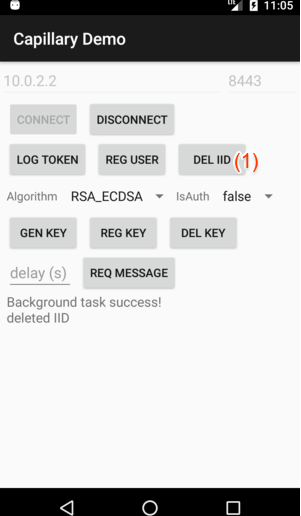 LTE 11:05
Capillary Demo
10.0.2.2 8443
CONNECT DISCONNECT
LOG TOKEN REG USER DEL IID (1)
Algorithm RSA_ECDSA IsAuth false
GEN KEY REG KEY DEL KEY
delay (s) REQ MESSAGE
Background task success!
deleted IID